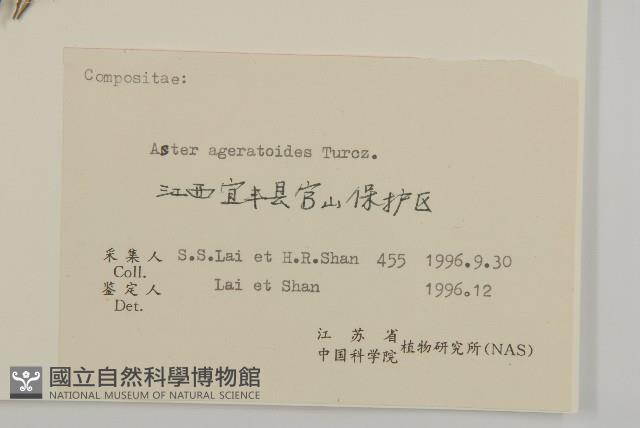 Compositae:
Aster ageratoides Turcz.
江西宜丰县官山保护区
采集人 S.S.Lai et H.R.Shan 455 1996.9.30
Coll.
鉴定人 Lai et Shan 1996.12
Det.
江苏省
中国科学院 植物研究所(NAS)
國立自然科學博物館
NATIONAL MUSEUM OF NATURAL SCIENCE